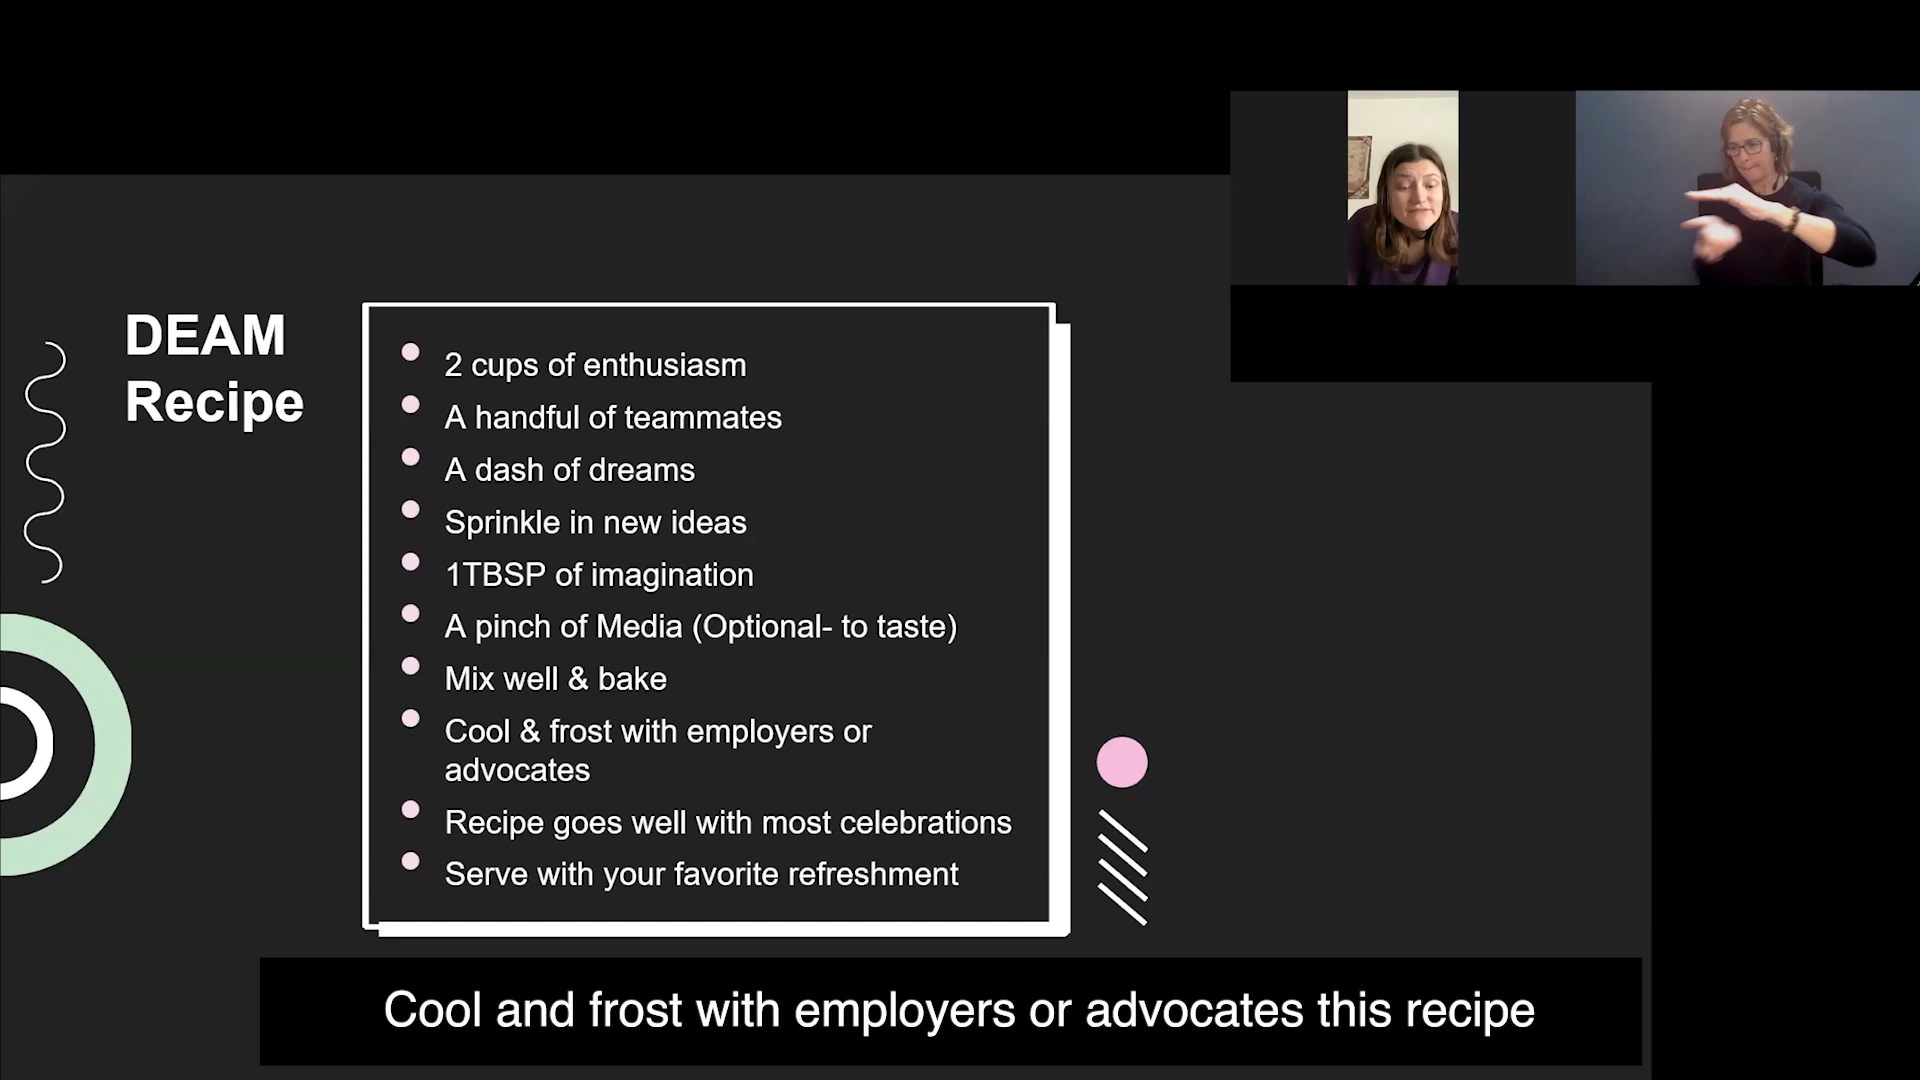 DEAM
Recipe
2 cups of enthusiasm
A handful of teammates
A dash of dreams
Sprinkle in new ideas
1TBSP of imagination
A pinch of Media (Optional- to taste)
Mix well & bake
Cool & frost with employers or
advocates
Recipe goes well with most celebrations
Serve with your favorite refreshment
Cool and frost with employers or advocates this recipe